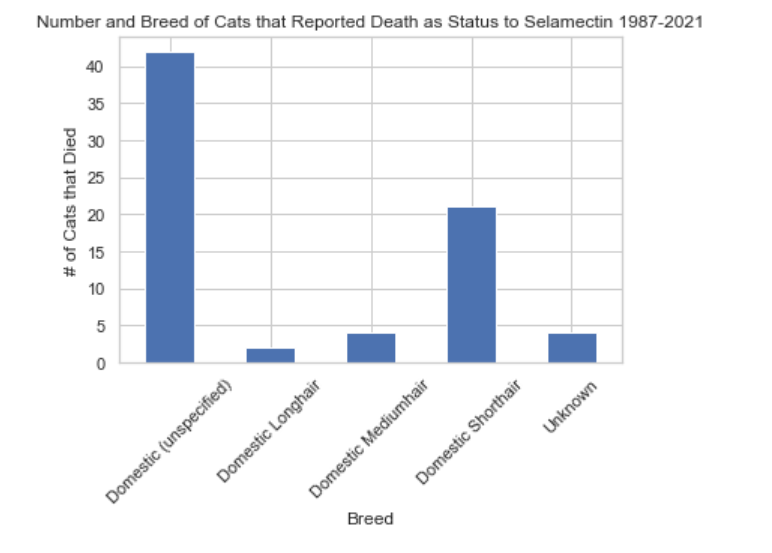 Number and Breed of Cats that Reported Death as Status to Selamectin 1987-2021
# of Cats that Died
40
35
30
25
20
15
10
5
0
Domestic (unspecified)
Domestic Longhair
Domestic Mediumhair
Domestic Shorthair
Unknown
Breed